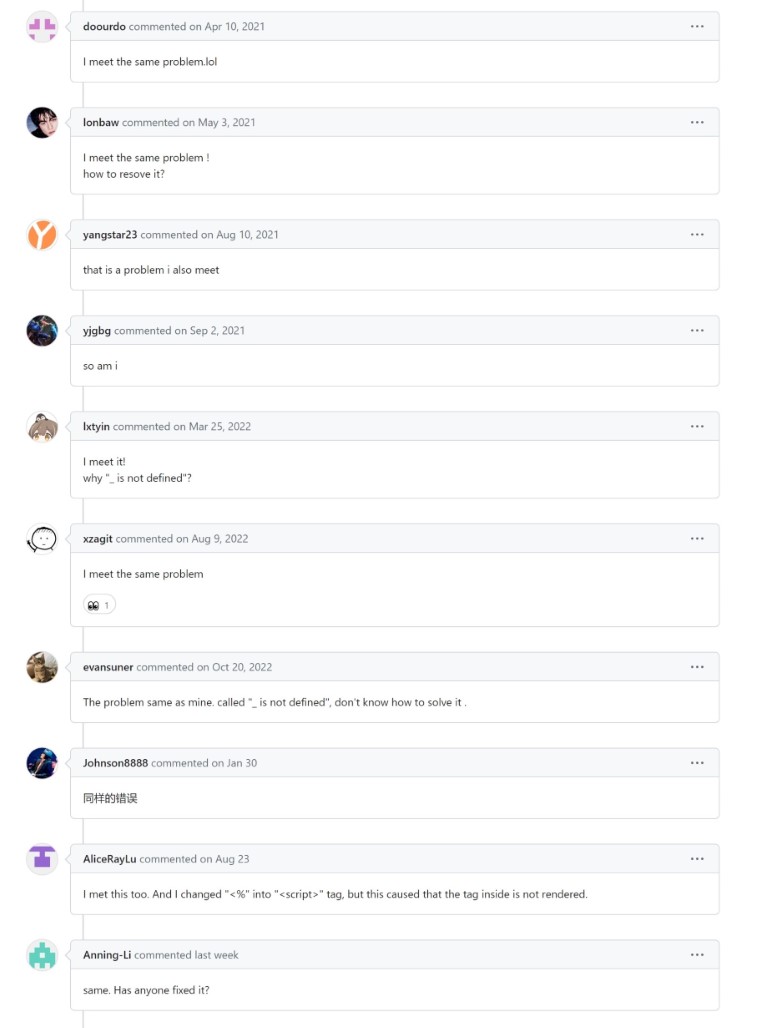 doourdo commented on Apr 10, 2021
I meet the same problem.lol
lonbaw commented on May 3, 2021
I meet the same problem !
how to resove it?
yangstar23 commented on Aug 10, 2021
that is a problem i also meet
yjgbg commented on Sep 2, 2021
so am i
lxtyin commented on Mar 25, 2022
I meet it!
why "_ is not defined"?
xzagit commented on Aug 9, 2022
I meet the same problem
1
evansuner commented on Oct 20, 2022
The problem same as mine. called "_ is not defined", don't know how to solve it .
Johnson8888 commented on Jan 30
同样的错误
AliceRayLu commented on Aug 23
I met this too. And I changed "<%" into "<script>" tag, but this caused that the tag inside is not rendered.
Anning-Li commented last week
same. Has anyone fixed it?